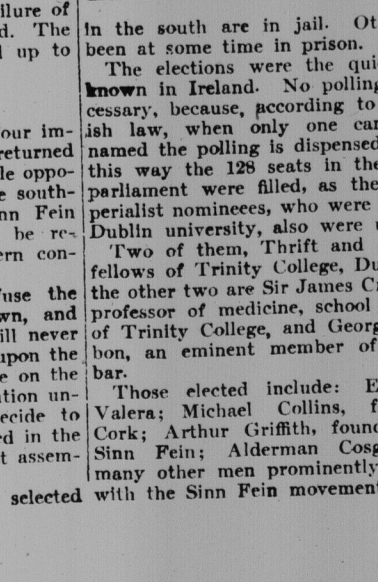 ilure of
d. The
l up to
our im-
returned
le oppo-
e south-
nn Fein
be re-
ern con-
fuse the
wn, and
ill never
upon the
e on the
ation un-
ecide to
ed in the
t assem-
selected
in the south are in jail. Ot
been at some time in prison.
The elections were the qui
known in Ireland. No polling
cessary, because, according to
ish law, when only one can
named the polling is dispensed
this way the 128 seats in the
parliament were filled, as the
perialist nomineees, who were
Dublin university, also were
Two of them, Thrift and
fellows of Trinity College, Du
the other two are Sir James C
professor of medicine, school
of Trinity College, and Georg
bon, an eminent member of
bar.
Those elected include: E
Valera; Michael Collins, f
Cork; Arthur Griffith, found
Sinn Fein; Alderman Cosg
many other men prominently
with the Sinn Fein movement